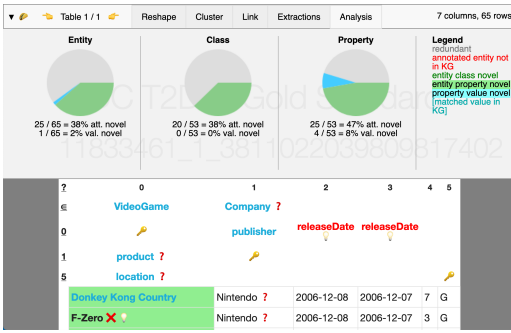 ▼ Table 1 / 1 Reshape Cluster Link Extractions Analysis 7 columns, 65 rows
Entity Class Property Legend
redundant
annotated entity not
in KG
entity class novel
entity property novel
property value novel
[matched value in
KG]
25 / 65 = 38% att. novel 20 / 53 = 38% att. novel 25 / 53 = 47% att. novel
1 / 65 = 2% val. novel 0 / 53 = 0% val. novel 4 / 53 = 8% val. novel
11833461_1_3811022039809817402
? 0 1 2 3 4 5
∈ VideoGame Company ?
0 publisher releaseDate releaseDate
1 product ?
5 location ?
Donkey Kong Country Nintendo ? 2006-12-08 2006-12-07 7 G
F-Zero Nintendo ? 2006-12-08 2006-12-07 3 G